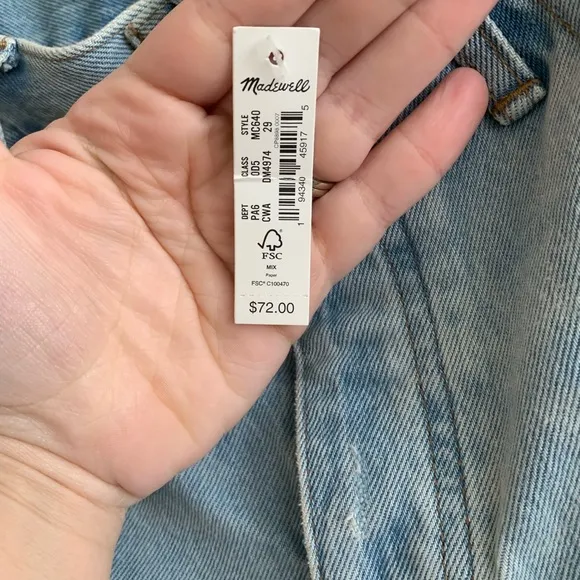 Madewell
STYLE
MC640
29
CLASS
0D5
DM4974
DEPT
PA6
CWA
1 94340 45917 5
FSC
MIX
Paper
FSC® C100470
$72.00